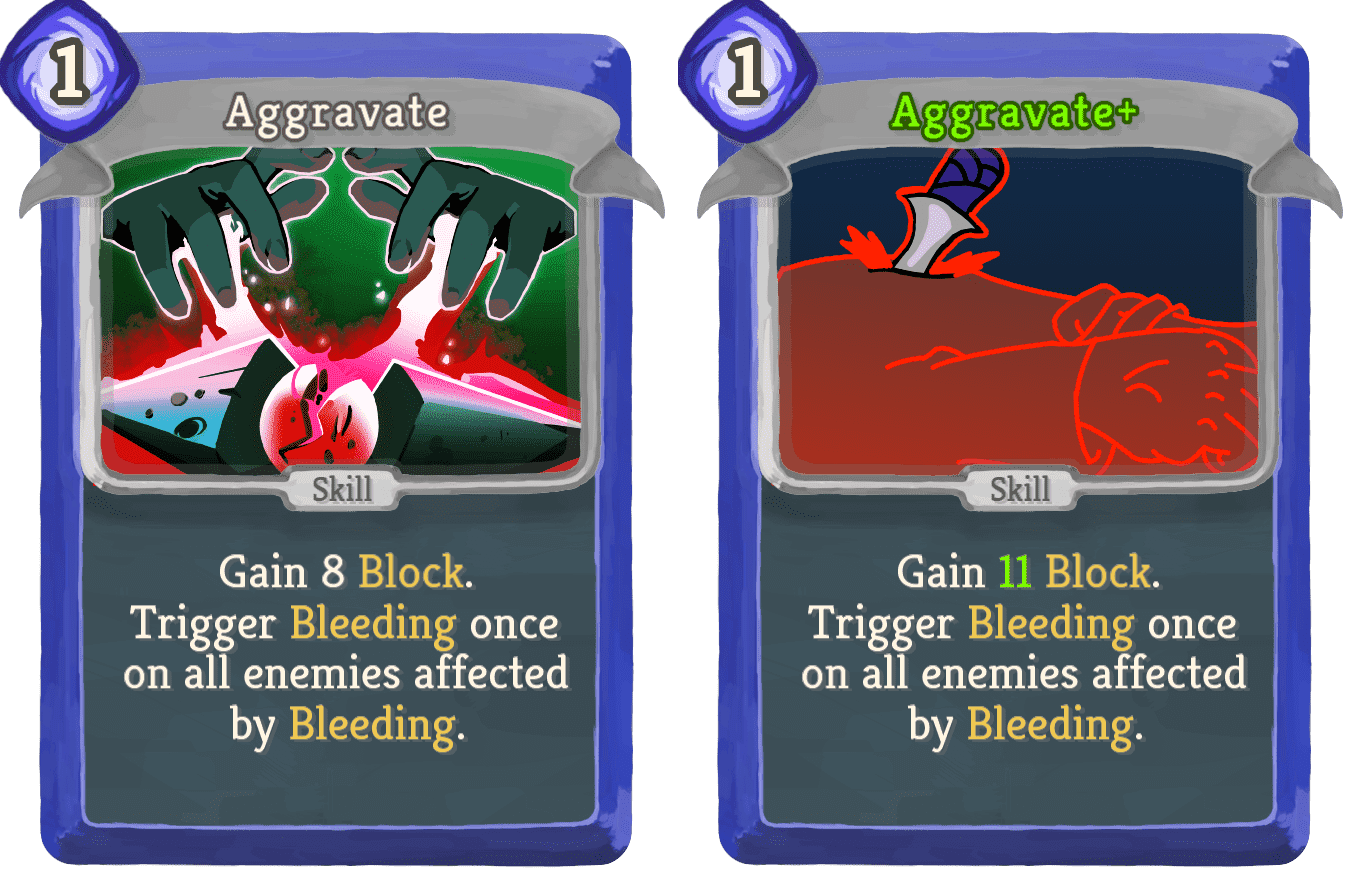 1
Aggravate
Skill
Gain 8 Block.
Trigger Bleeding once
on all enemies affected
by Bleeding.
1
Aggravate+
Skill
Gain 11 Block.
Trigger Bleeding once
on all enemies affected
by Bleeding.